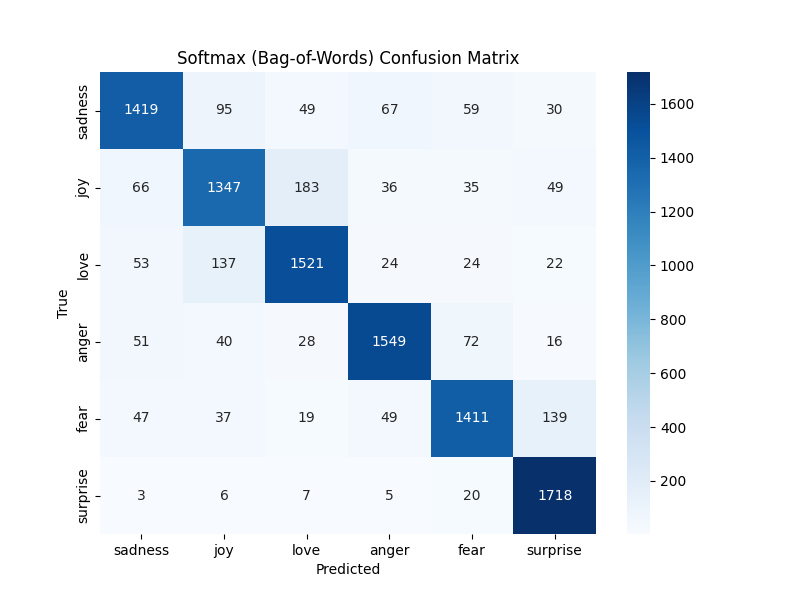 Softmax (Bag-of-Words) Confusion Matrix
sadness 1419 95 49 67 59 30
joy 66 1347 183 36 35 49
love 53 137 1521 24 24 22
anger 51 40 28 1549 72 16
fear 47 37 19 49 1411 139
surprise 3 6 7 5 20 1718
sadness joy love anger fear surprise
Predicted
True
1600
1400
1200
1000
800
600
400
200